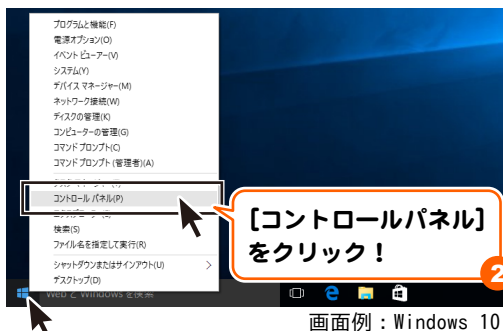 プログラムと機能(F)
電源オプション(O)
イベント ビューアー(V)
システム(Y)
デバイス マネージャー(M)
ネットワーク接続(W)
ディスクの管理(K)
コンピューターの管理(G)
コマンド プロンプト(C)
コマンド プロンプト (管理者)(A)
コントロール パネル(P)
検索(S)
ファイル名を指定して実行(R)
シャットダウンまたはサインアウト(U)
デスクトップ(D)
Web と Windows を検索
[コントロールパネル]
をクリック！
2
画面例：Windows 10